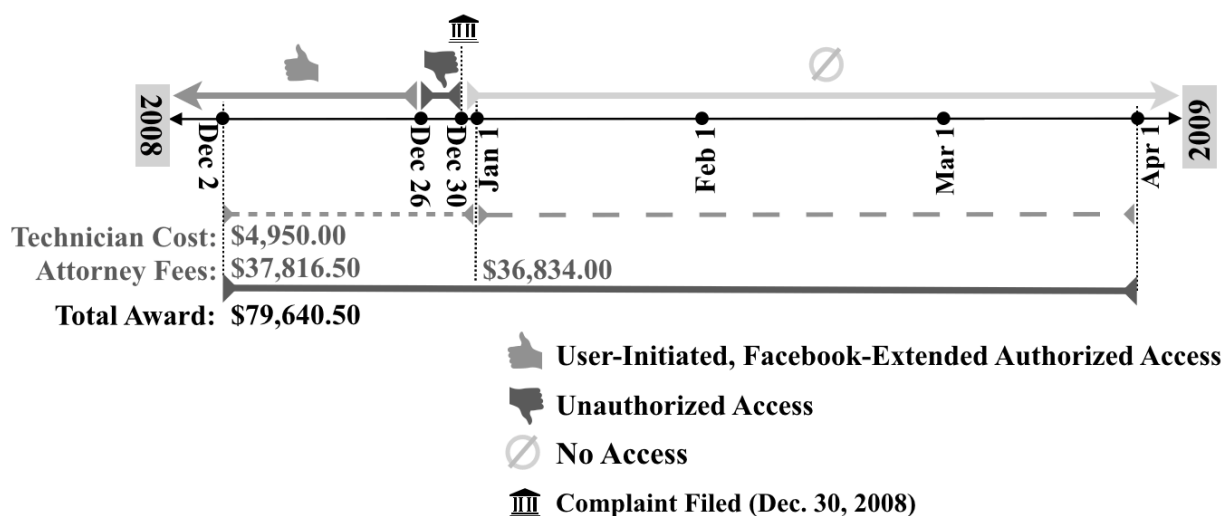 2008
Dec 2
Dec 26
Dec 30
Jan 1
Feb 1
Mar 1
Apr 1
2009
Technician Cost: $4,950.00
Attorney Fees: $37,816.50 $36,834.00
Total Award: $79,640.50
User-Initiated, Facebook-Extended Authorized Access
Unauthorized Access
No Access
Complaint Filed (Dec. 30, 2008)